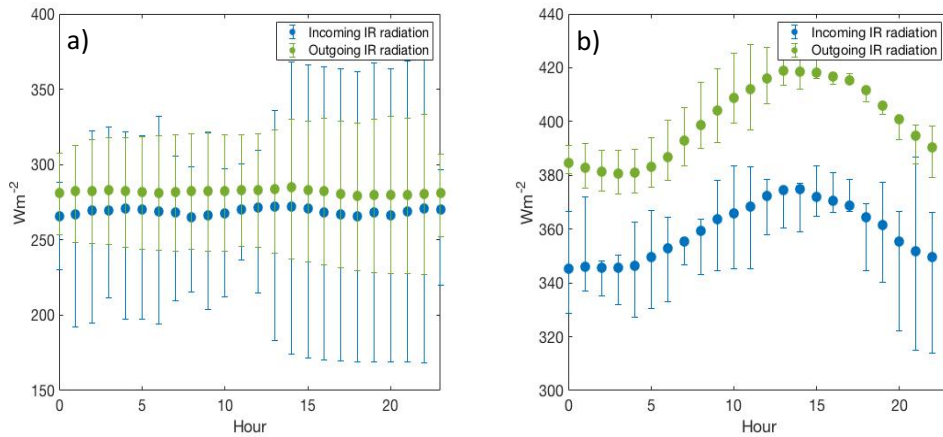 a)
Incoming IR radiation
Outgoing IR radiation
400
350
300
250
200
150
Wm-2
0
5
10
15
20
Hour
b)
Incoming IR radiation
Outgoing IR radiation
440
420
400
380
360
340
320
300
Wm-2
0
5
10
15
20
Hour